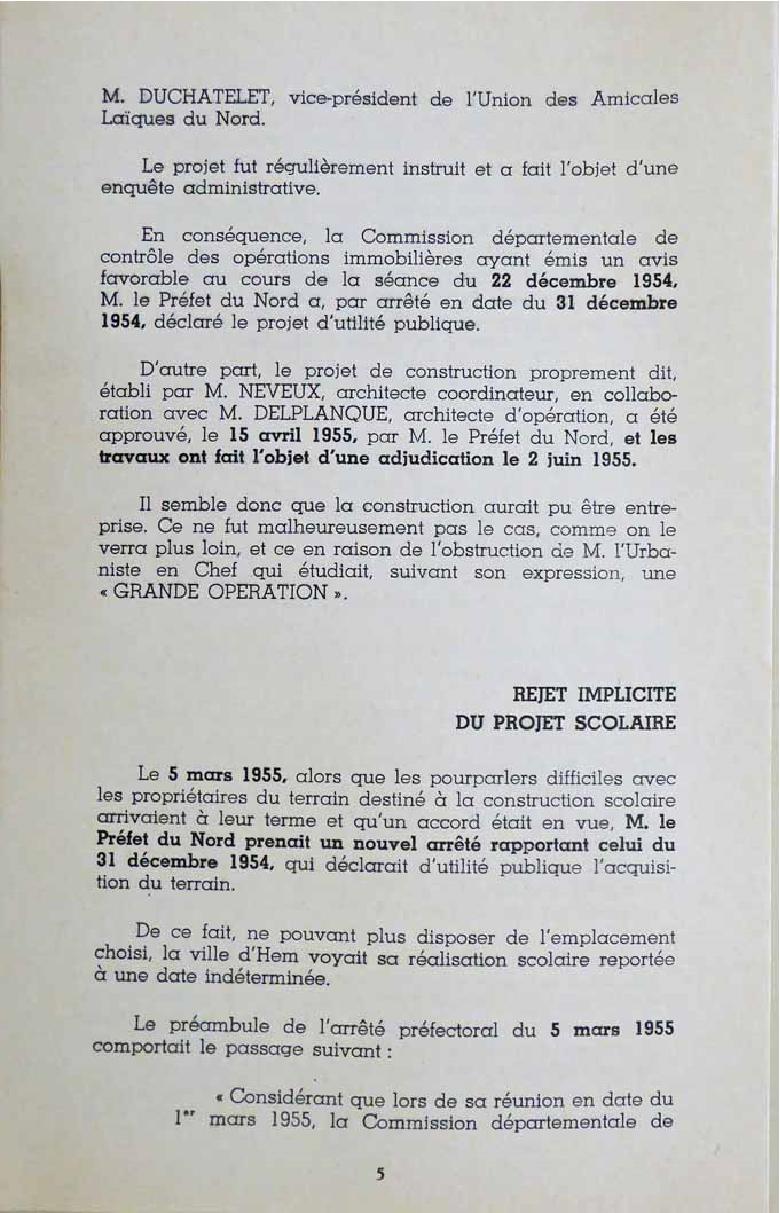 M. DUCHATELET, vice-président de l'Union des Amicales
Laïques du Nord.
Le projet fut régulièrement instruit et a fait l'objet d'une
enquête administrative.
En conséquence, la Commission départementale de
contrôle des opérations immobilières ayant émis un avis
favorable au cours de la séance du 22 décembre 1954,
M. le Préfet du Nord a, par arrêté en date du 31 décembre
1954, déclaré le projet d'utilité publique.
D'autre part, le projet de construction proprement dit,
établi par M. NEVEUX, architecte coordinateur, en collabo-
ration avec M. DELPLANQUE, architecte d'opération, a été
approuvé, le 15 avril 1955, par M. le Préfet du Nord, et les
travaux ont fait l'objet d'une adjudication le 2 juin 1955.
Il semble donc que la construction aurait pu être entre-
prise. Ce ne fut malheureusement pas le cas, comme on le
verra plus loin, et ce en raison de l'obstruction de M. l'Urba-
niste en Chef qui étudiait, suivant son expression, une
« GRANDE OPERATION ».
REJET IMPLICITE
DU PROJET SCOLAIRE
Le 5 mars 1955, alors que les pourparlers difficiles avec
les propriétaires du terrain destiné à la construction scolaire
arrivaient à leur terme et qu'un accord était en vue, M. le
Préfet du Nord prenait un nouvel arrêté rapportant celui du
31 décembre 1954, qui déclarait d'utilité publique l'acquisi-
tion du terrain.
De ce fait, ne pouvant plus disposer de l'emplacement
choisi, la ville d'Hem voyait sa réalisation scolaire reportée
à une date indéterminée.
Le préambule de l'arrêté préfectoral du 5 mars 1955
comportait le passage suivant :
« Considérant que lors de sa réunion en date du
1er mars 1955, la Commission départementale de
5